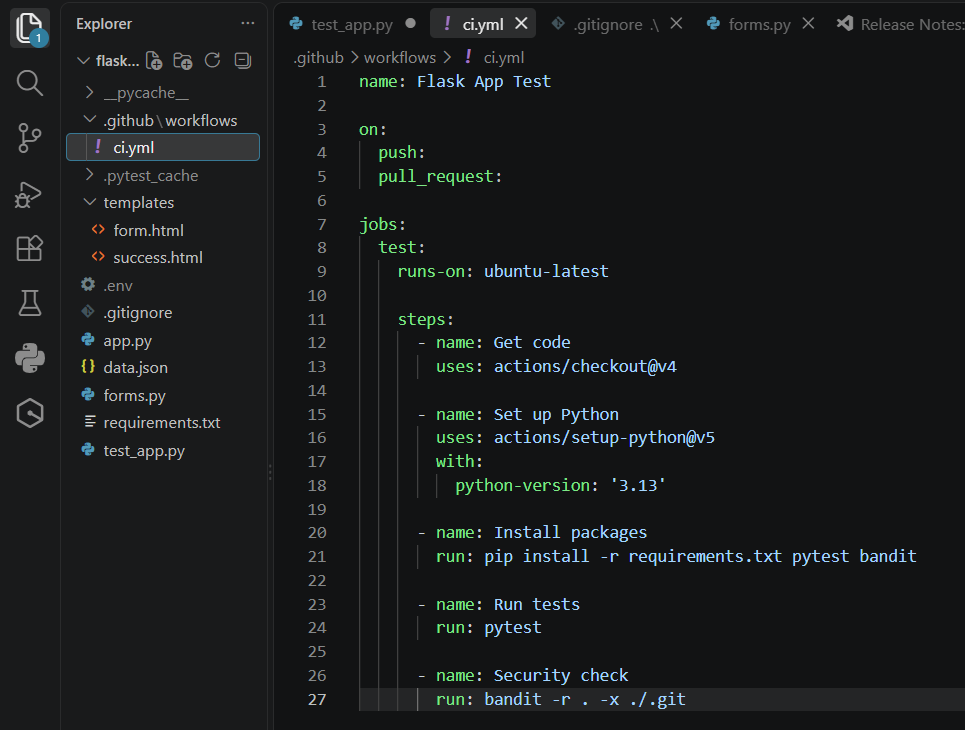 Explorer
flask...
__pycache__
.github\workflows
! ci.yml
.pytest_cache
templates
<> form.html
<> success.html
.env
.gitignore
app.py
{} data.json
forms.py
requirements.txt
test_app.py
1
test_app.py ● ! ci.yml × .gitignore .\ × forms.py × Release Notes:
.github > workflows > ! ci.yml
1 name: Flask App Test
2
3 on:
4   push:
5   pull_request:
6
7 jobs:
8   test:
9     runs-on: ubuntu-latest
10
11     steps:
12       - name: Get code
13         uses: actions/checkout@v4
14
15       - name: Set up Python
16         uses: actions/setup-python@v5
17         with:
18           python-version: '3.13'
19
20       - name: Install packages
21         run: pip install -r requirements.txt pytest bandit
22
23       - name: Run tests
24         run: pytest
25
26       - name: Security check
27         run: bandit -r . -x ./.git